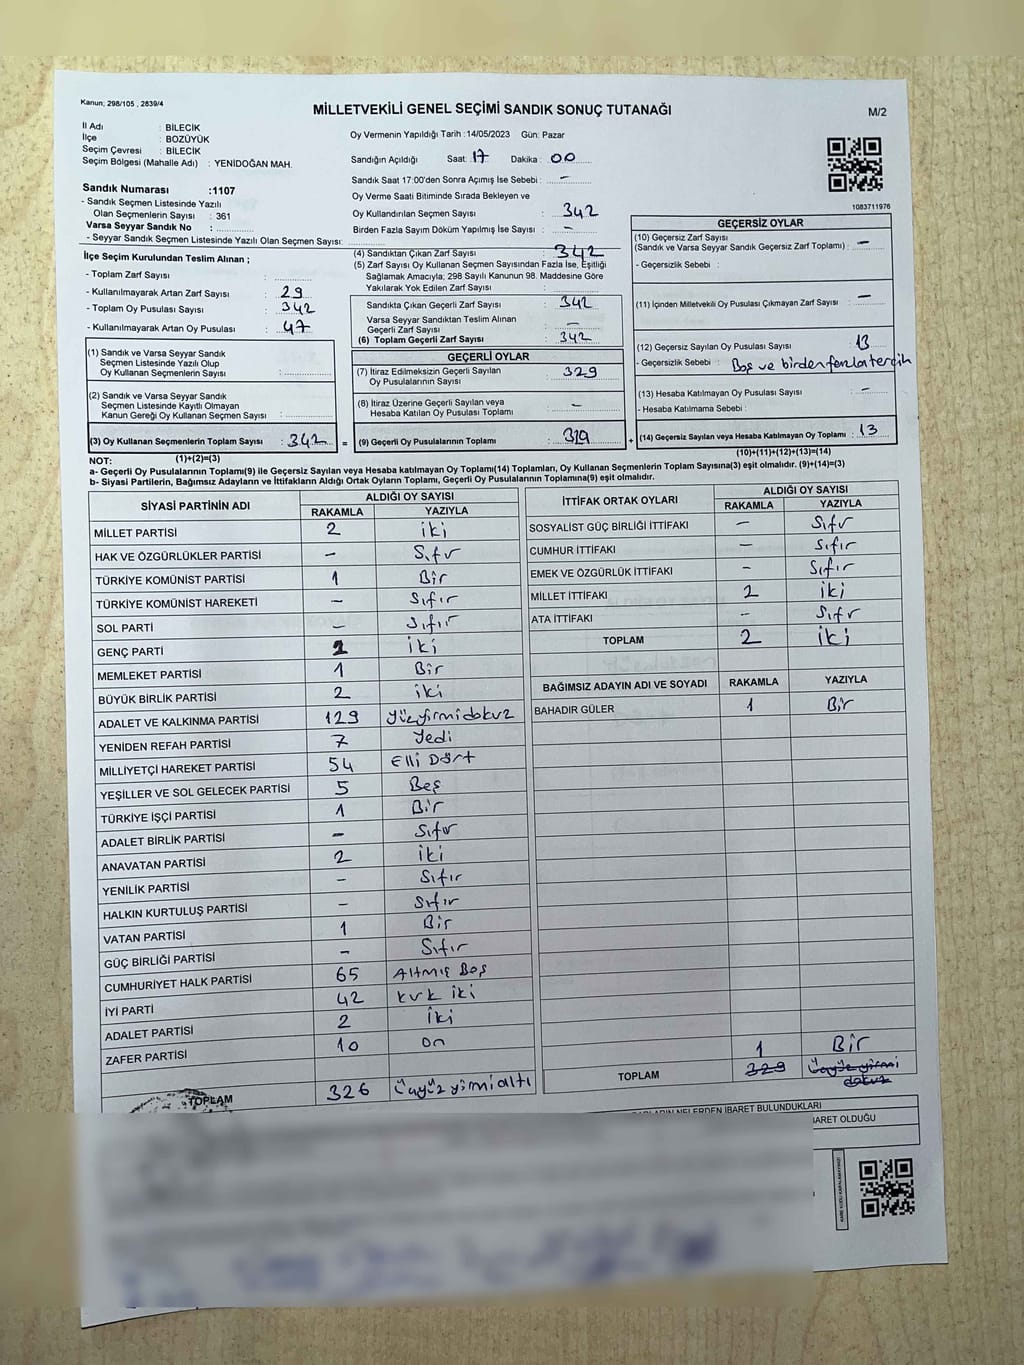 Kanun; 298/105 , 2839/4
MİLLETVEKİLİ GENEL SEÇİMİ SANDIK SONUÇ TUTANAĞI
M/2
İl Adı : BİLECİK
İlçe : BOZÜYÜK
Seçim Çevresi : BİLECİK
Seçim Bölgesi (Mahalle Adı) : YENİDOĞAN MAH.
Sandık Numarası :1107
- Sandık Seçmen Listesinde Yazılı
Olan Seçmenlerin Sayısı : 361
Varsa Seyyar Sandık No :
- Seyyar Sandık Seçmen Listesinde Yazılı Olan Seçmen Sayısı:
Oy Vermenin Yapıldığı Tarih :14/05/2023 Gün: Pazar
Sandığın Açıldığı Saat: 17 Dakika : 00
Sandık Saat 17:00'den Sonra Açımış İse Sebebi : -
Oy Verme Saati Bitiminde Sırada Bekleyen ve
Oy Kullandırılan Seçmen Sayısı : 342
Birden Fazla Sayım Döküm Yapılmış İse Sayısı : -
1083711976
İlçe Seçim Kurulundan Teslim Alınan ;
- Toplam Zarf Sayısı :
- Kullanılmayarak Artan Zarf Sayısı : 29
- Toplam Oy Pusulası Sayısı : 342
- Kullanılmayarak Artan Oy Pusulası : 47
(4) Sandıktan Çıkan Zarf Sayısı : 342
(5) Zarf Sayısı Oy Kullanan Seçmen Sayısından Fazla İse, Eşitliği
Sağlamak Amacıyla; 298 Sayılı Kanunun 98. Maddesine Göre
Yakılarak Yok Edilen Zarf Sayısı :
Sandıkta Çıkan Geçerli Zarf Sayısı : 342
Varsa Seyyar Sandıktan Teslim Alınan
Geçerli Zarf Sayısı : -
(6) Toplam Geçerli Zarf Sayısı : 342
GEÇERSİZ OYLAR
(10) Geçersiz Zarf Sayısı
(Sandık ve Varsa Seyyar Sandık Geçersiz Zarf Toplamı) : -
- Geçersizlik Sebebi :
(11) İçinden Milletvekili Oy Pusulası Çıkmayan Zarf Sayısı : -
(12) Geçersiz Sayılan Oy Pusulası Sayısı : 13
- Geçersizlik Sebebi : Boş ve birden fazla tercih
(13) Hesaba Katılmayan Oy Pusulası Sayısı : -
- Hesaba Katılmama Sebebi :
(14) Geçersiz Sayılan veya Hesaba Katılmayan Oy Toplamı : 13
(10)+(11)+(12)+(13)=(14)
(1) Sandık ve Varsa Seyyar Sandık
Seçmen Listesinde Yazılı Olup
Oy Kullanan Seçmenlerin Sayısı :
(2) Sandık ve Varsa Seyyar Sandık
Seçmen Listesinde Kayıtlı Olmayan
Kanun Gereği Oy Kullanan Seçmen Sayısı :
(3) Oy Kullanan Seçmenlerin Toplam Sayısı : 342 =
(1)+(2)=(3)
GEÇERLİ OYLAR
(7) İtiraz Edilmeksizin Geçerli Sayılan
Oy Pusulalarının Sayısı : 329
(8) İtiraz Üzerine Geçerli Sayılan veya
Hesaba Katılan Oy Pusulası Toplamı : -
(9) Geçerli Oy Pusulalarının Toplamı : +
NOT:
a- Geçerli Oy Pusulalarının Toplamı(9) ile Geçersiz Sayılan veya Hesaba katılmayan Oy Toplamı(14) Toplamları, Oy Kullanan Seçmenlerin Toplam Sayısına(3) eşit olmalıdır. (9)+(14)=(3)
b- Siyasi Partilerin, Bağımsız Adayların ve İttifakların Aldığı Ortak Oyların Toplamı, Geçerli Oy Pusulalarının Toplamına(9) eşit olmalıdır.
SİYASİ PARTİNİN ADI ALDIĞI OY SAYISI
RAKAMLA YAZIYLA
MİLLET PARTİSİ 2 iki
HAK VE ÖZGÜRLÜKLER PARTİSİ - Sıfır
TÜRKİYE KOMÜNİST PARTİSİ 1 Bir
TÜRKİYE KOMÜNİST HAREKETİ - Sıfır
SOL PARTİ - Sıfır
GENÇ PARTİ 2 iki
MEMLEKET PARTİSİ 1 Bir
BÜYÜK BİRLİK PARTİSİ 2 iki
ADALET VE KALKINMA PARTİSİ 129 yüzyirmidokuz
YENİDEN REFAH PARTİSİ 7 Yedi
MİLLİYETÇİ HAREKET PARTİSİ 54 Elli Dört
YEŞİLLER VE SOL GELECEK PARTİSİ 5 Beş
TÜRKİYE İŞÇİ PARTİSİ 1 Bir
ADALET BİRLİK PARTİSİ - Sıfır
ANAVATAN PARTİSİ 2 iki
YENİLİK PARTİSİ - Sıfır
HALKIN KURTULUŞ PARTİSİ - Sıfır
VATAN PARTİSİ 1 Bir
GÜÇ BİRLİĞİ PARTİSİ - Sıfır
CUMHURİYET HALK PARTİSİ 65 Altmış Beş
İYİ PARTİ 42 kırk iki
ADALET PARTİSİ 2 iki
ZAFER PARTİSİ 10 on
TOPLAM 326 üçyüz yirmialtı
İTTİFAK ORTAK OYLARI ALDIĞI OY SAYISI
RAKAMLA YAZIYLA
SOSYALİST GÜÇ BİRLİĞİ İTTİFAKI - Sıfır
CUMHUR İTTİFAKI - Sıfır
EMEK VE ÖZGÜRLÜK İTTİFAKI - Sıfır
MİLLET İTTİFAKI 2 iki
ATA İTTİFAKI - Sıfır
TOPLAM 2 iki
BAĞIMSIZ ADAYIN ADI VE SOYADI RAKAMLA YAZIYLA
BAHADIR GÜLER 1 Bir
1 Bir
TOPLAM 329 üçyüz yirmi
dokuz
NELERDEN İBARET BULUNDUKLARI
BARET OLDUĞU